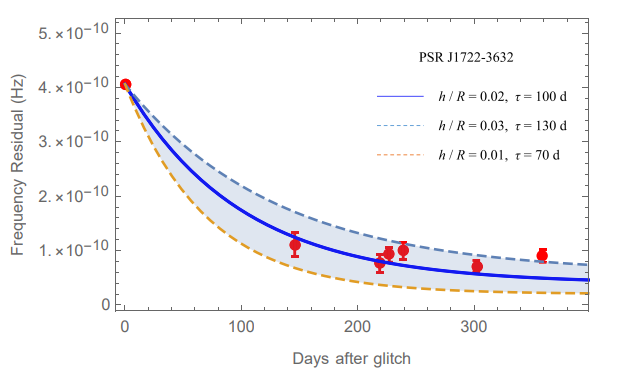 5.×10⁻¹⁰
4.×10⁻¹⁰
3.×10⁻¹⁰
2.×10⁻¹⁰
1.×10⁻¹⁰
0
Frequency Residual (Hz)
PSR J1722-3632
h / R = 0.02, τ = 100 d
h / R = 0.03, τ = 130 d
h / R = 0.01, τ = 70 d
0 100 200 300
Days after glitch